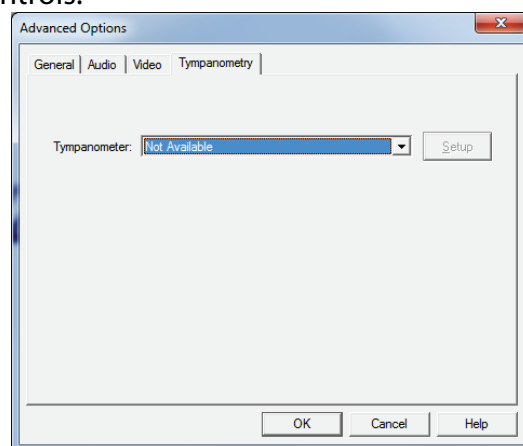 Advanced Options
General Audio Video Tympanometry
Tympanometer: Not Available Setup
OK Cancel Help